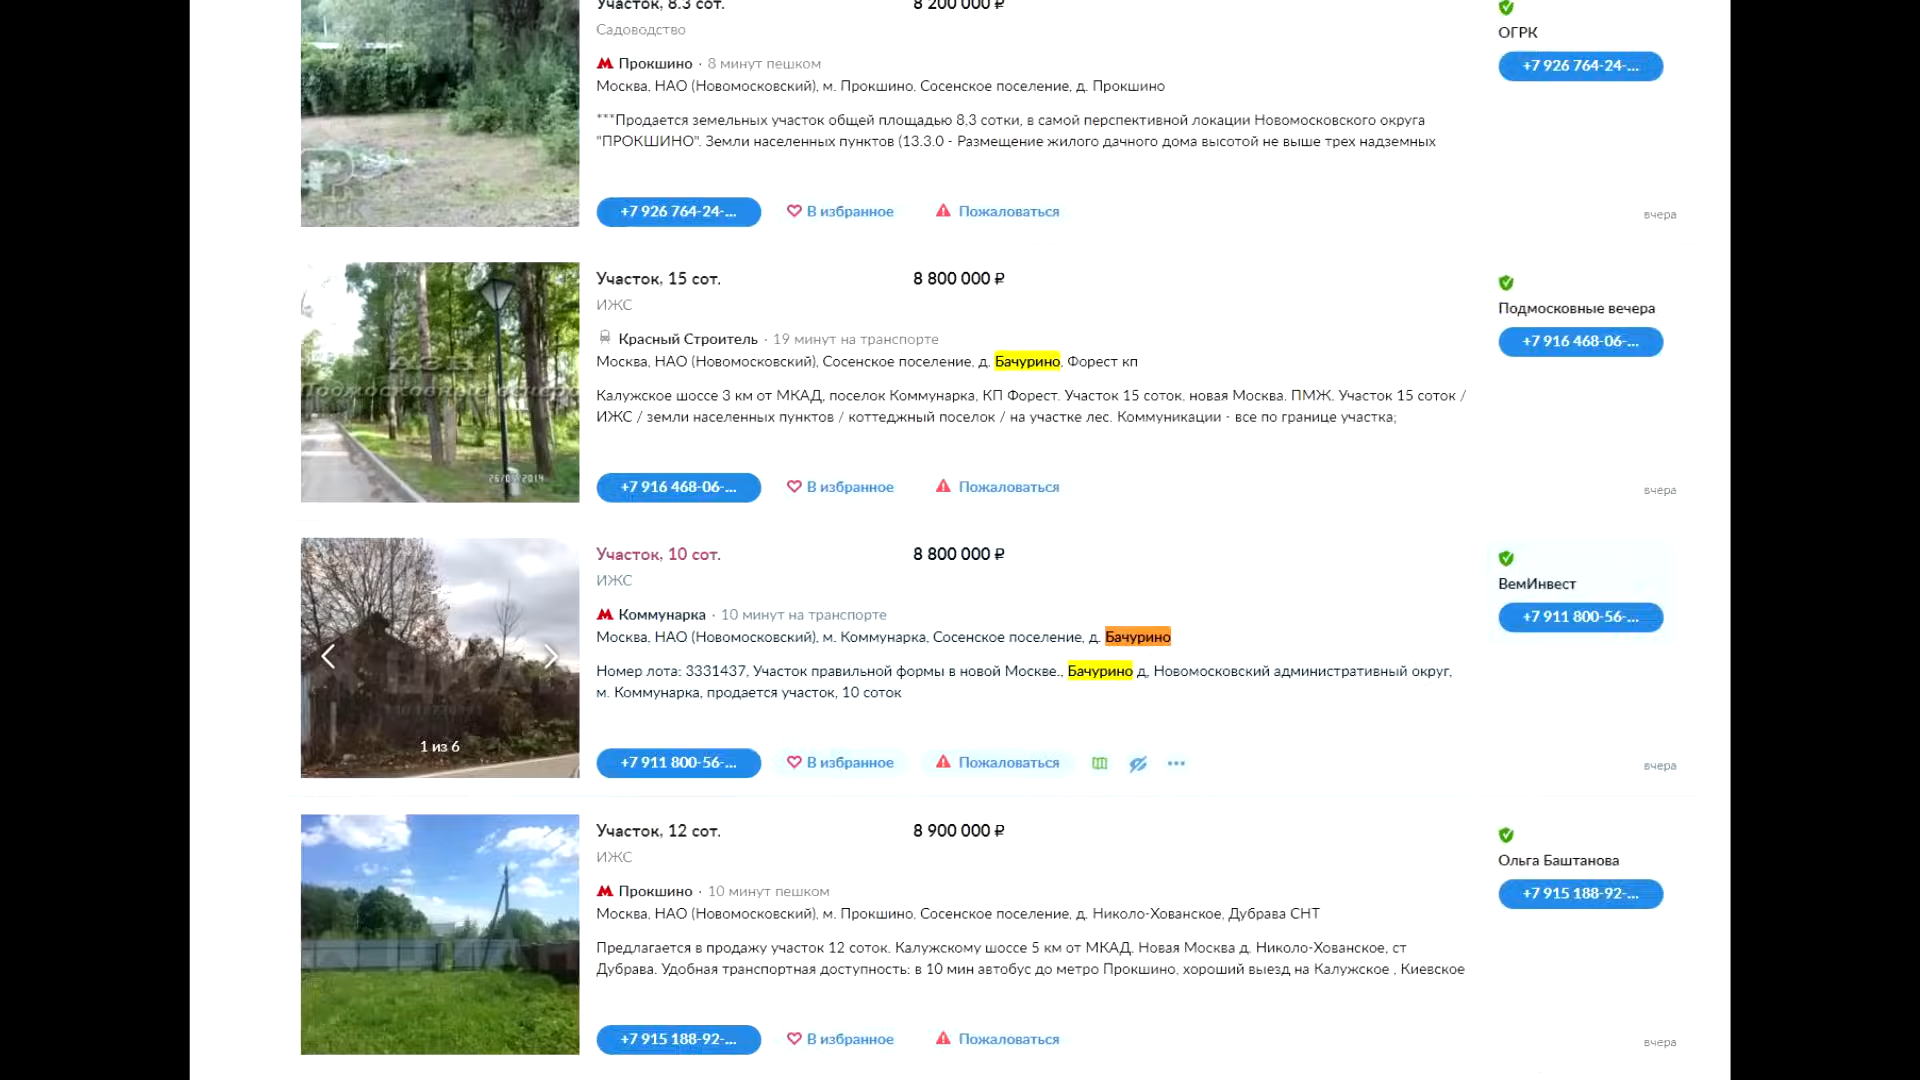 Участок, 8.3 сот.
8 200 000 ₽
Садоводство
Прокшино · 8 минут пешком
Москва, НАО (Новомосковский), м. Прокшино, Сосенское поселение, д. Прокшино
***Продается земельных участок общей площадью 8,3 сотки, в самой перспективной локации Новомосковского округа
"ПРОКШИНО". Земли населенных пунктов (13.3.0 - Размещение жилого дачного дома высотой не выше трех надземных
+7 926 764-24-...
В избранное
Пожаловаться
вчера
ОГРК
+7 926 764-24-...
Участок, 15 сот.
8 800 000 ₽
ИЖС
Красный Строитель · 19 минут на транспорте
Москва, НАО (Новомосковский), Сосенское поселение, д. Бачурино, Форест кп
Калужское шоссе 3 км от МКАД, поселок Коммунарка, КП Форест. Участок 15 соток, новая Москва. ПМЖ. Участок 15 соток /
ИЖС / земли населенных пунктов / коттеджный поселок / на участке лес. Коммуникации - все по границе участка;
+7 916 468-06-...
В избранное
Пожаловаться
вчера
Подмосковные вечера
+7 916 468-06-...
Подмосковные вечера
Участок, 10 сот.
8 800 000 ₽
ИЖС
Коммунарка · 10 минут на транспорте
Москва, НАО (Новомосковский), м. Коммунарка, Сосенское поселение, д. Бачурино
Номер лота: 3331437, Участок правильной формы в новой Москве., Бачурино д, Новомосковский административный округ,
м. Коммунарка, продается участок, 10 соток
1 из 6
+7 911 800-56-...
В избранное
Пожаловаться
вчера
ВемИнвест
+7 911 800-56-...
Участок, 12 сот.
8 900 000 ₽
ИЖС
Прокшино · 10 минут пешком
Москва, НАО (Новомосковский), м. Прокшино, Сосенское поселение, д. Николо-Хованское, Дубрава СНТ
Предлагается в продажу участок 12 соток. Калужскому шоссе 5 км от МКАД, Новая Москва д. Николо-Хованское, ст
Дубрава. Удобная транспортная доступность: в 10 мин автобус до метро Прокшино, хороший выезд на Калужское , Киевское
+7 915 188-92-...
В избранное
Пожаловаться
вчера
Ольга Баштанова
+7 915 188-92-...